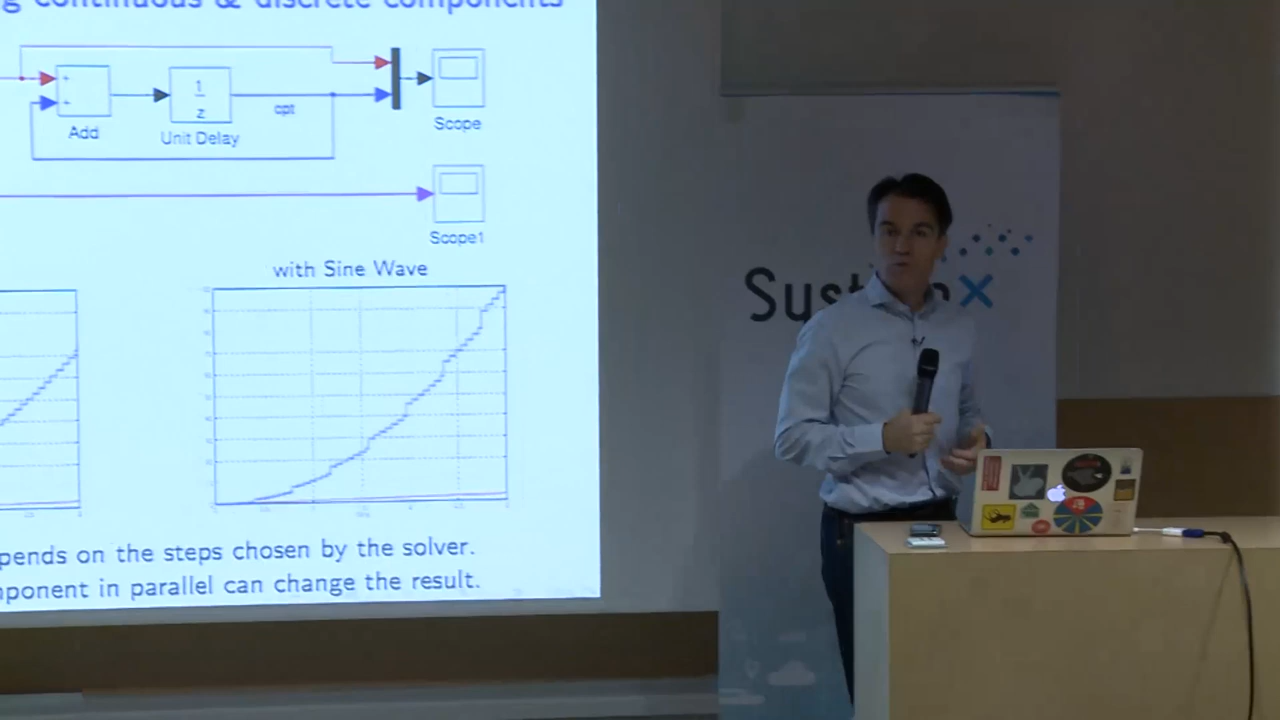 continuous & discrete components
+
+
Add
1
z
Unit Delay
cpt
Scope
Scope1
with Sine Wave
pends on the steps chosen by the solver.
ponent in parallel can change the result.